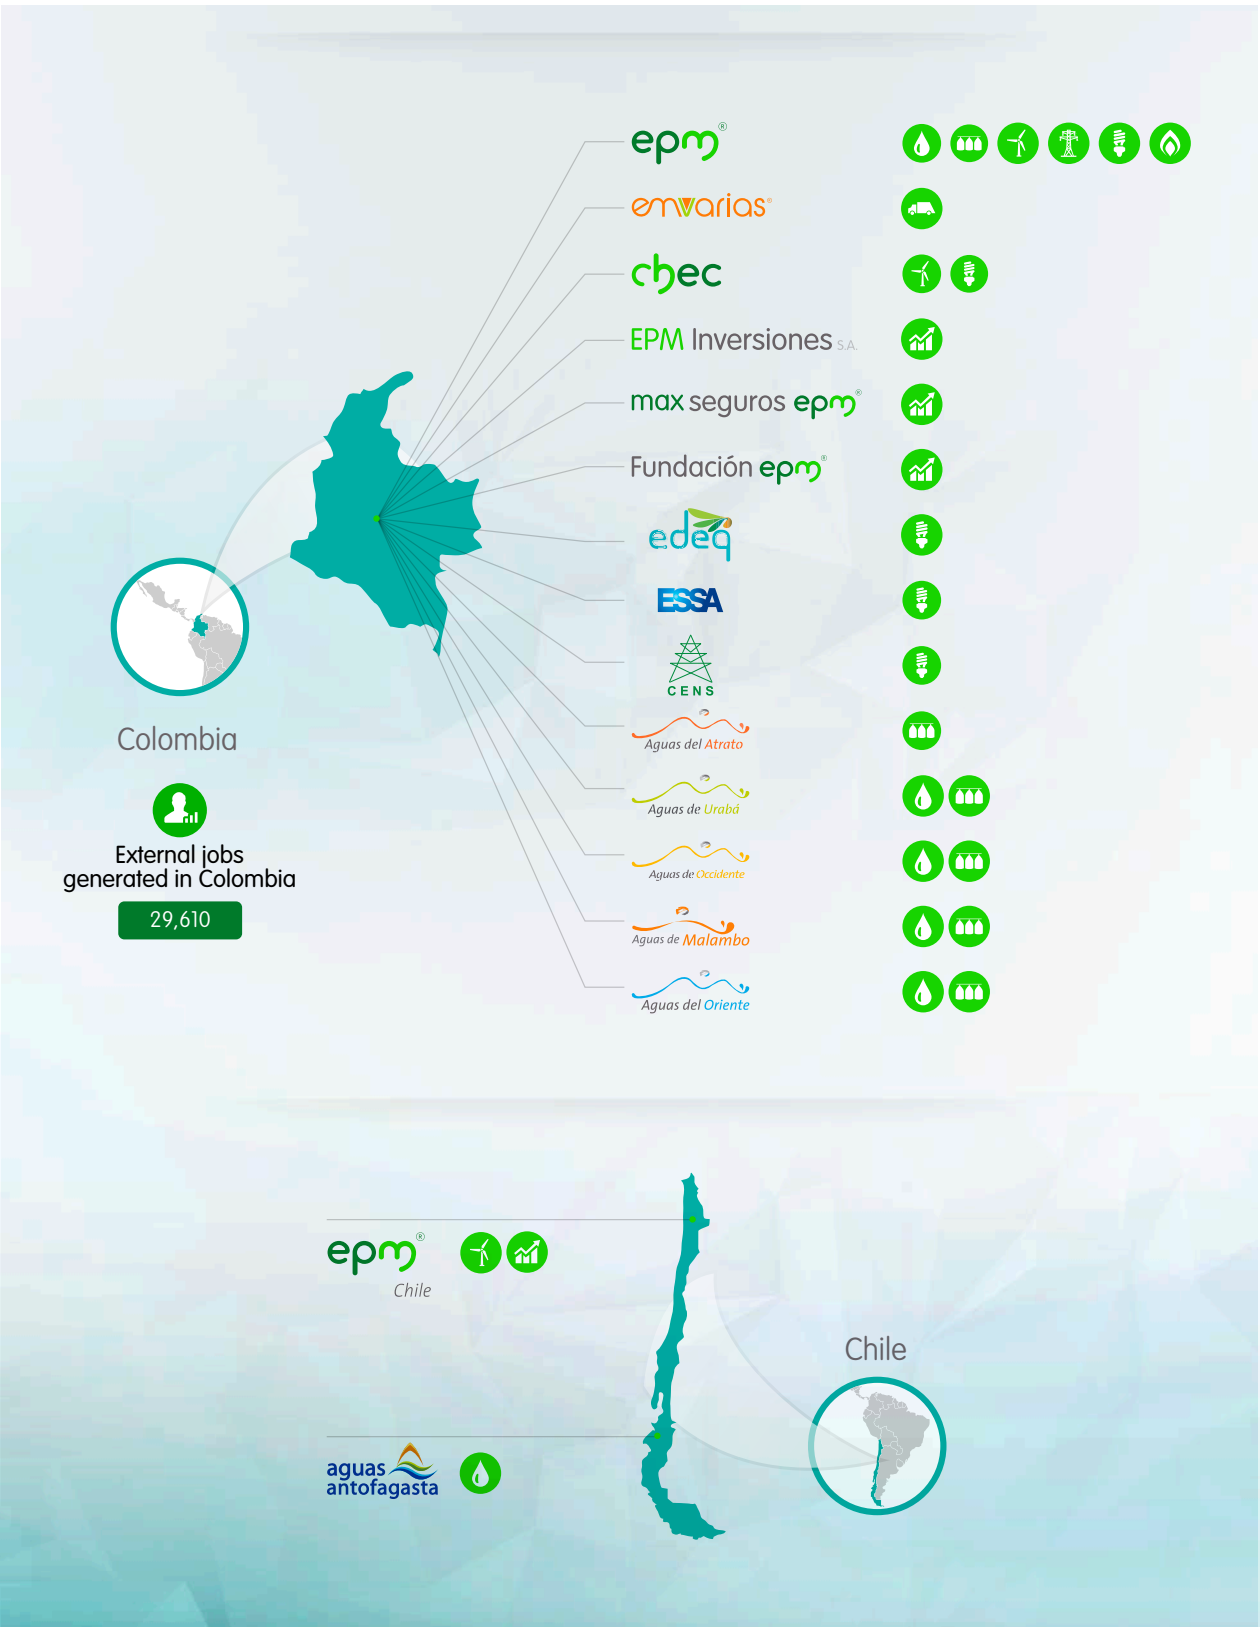 epm®
emvarias®
chec
EPM Inversiones S.A.
max seguros epm®
Fundación epm®
edeq
ESSA
CENS
Aguas del Atrato
Aguas de Urabá
Aguas de Occidente
Aguas de Malambo
Aguas del Oriente
Colombia
External jobs
generated in Colombia
29,610
epm®
Chile
Chile
aguas
antofagasta